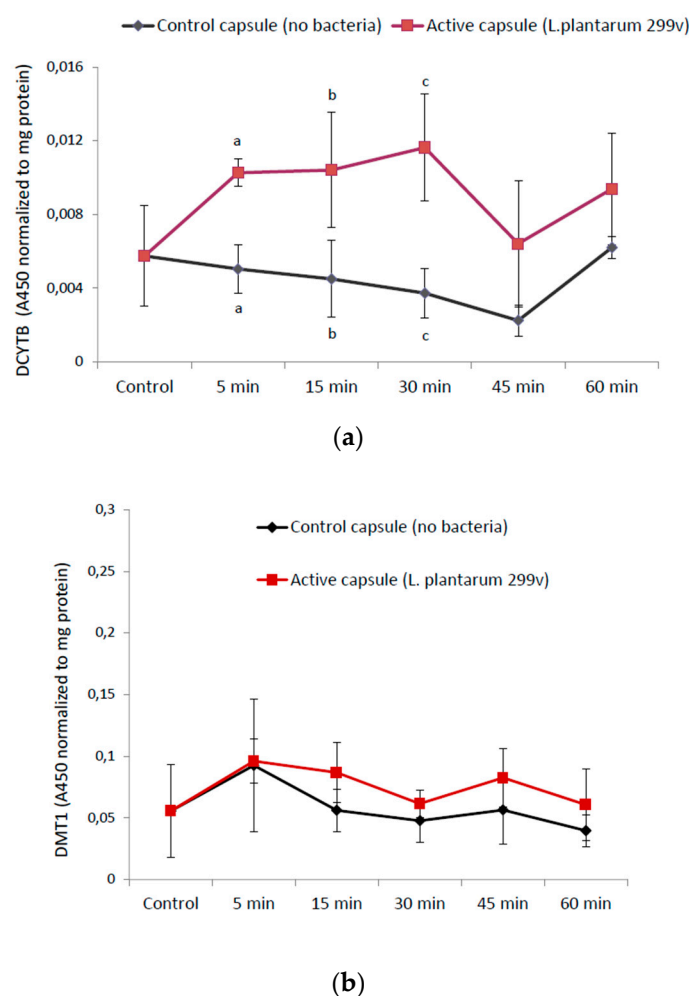 Control capsule (no bacteria) Active capsule (L.plantarum 299v)
DCYTB (A450 normalized to mg protein)
0,016
0,012
0,008
0,004
0
a
b
c
a
b
c
Control 5 min 15 min 30 min 45 min 60 min
(a)
DMT1 (A450 normalized to mg protein)
0,3
0,25
0,2
0,15
0,1
0,05
0
Control capsule (no bacteria)
Active capsule (L. plantarum 299v)
Control 5 min 15 min 30 min 45 min 60 min
(b)